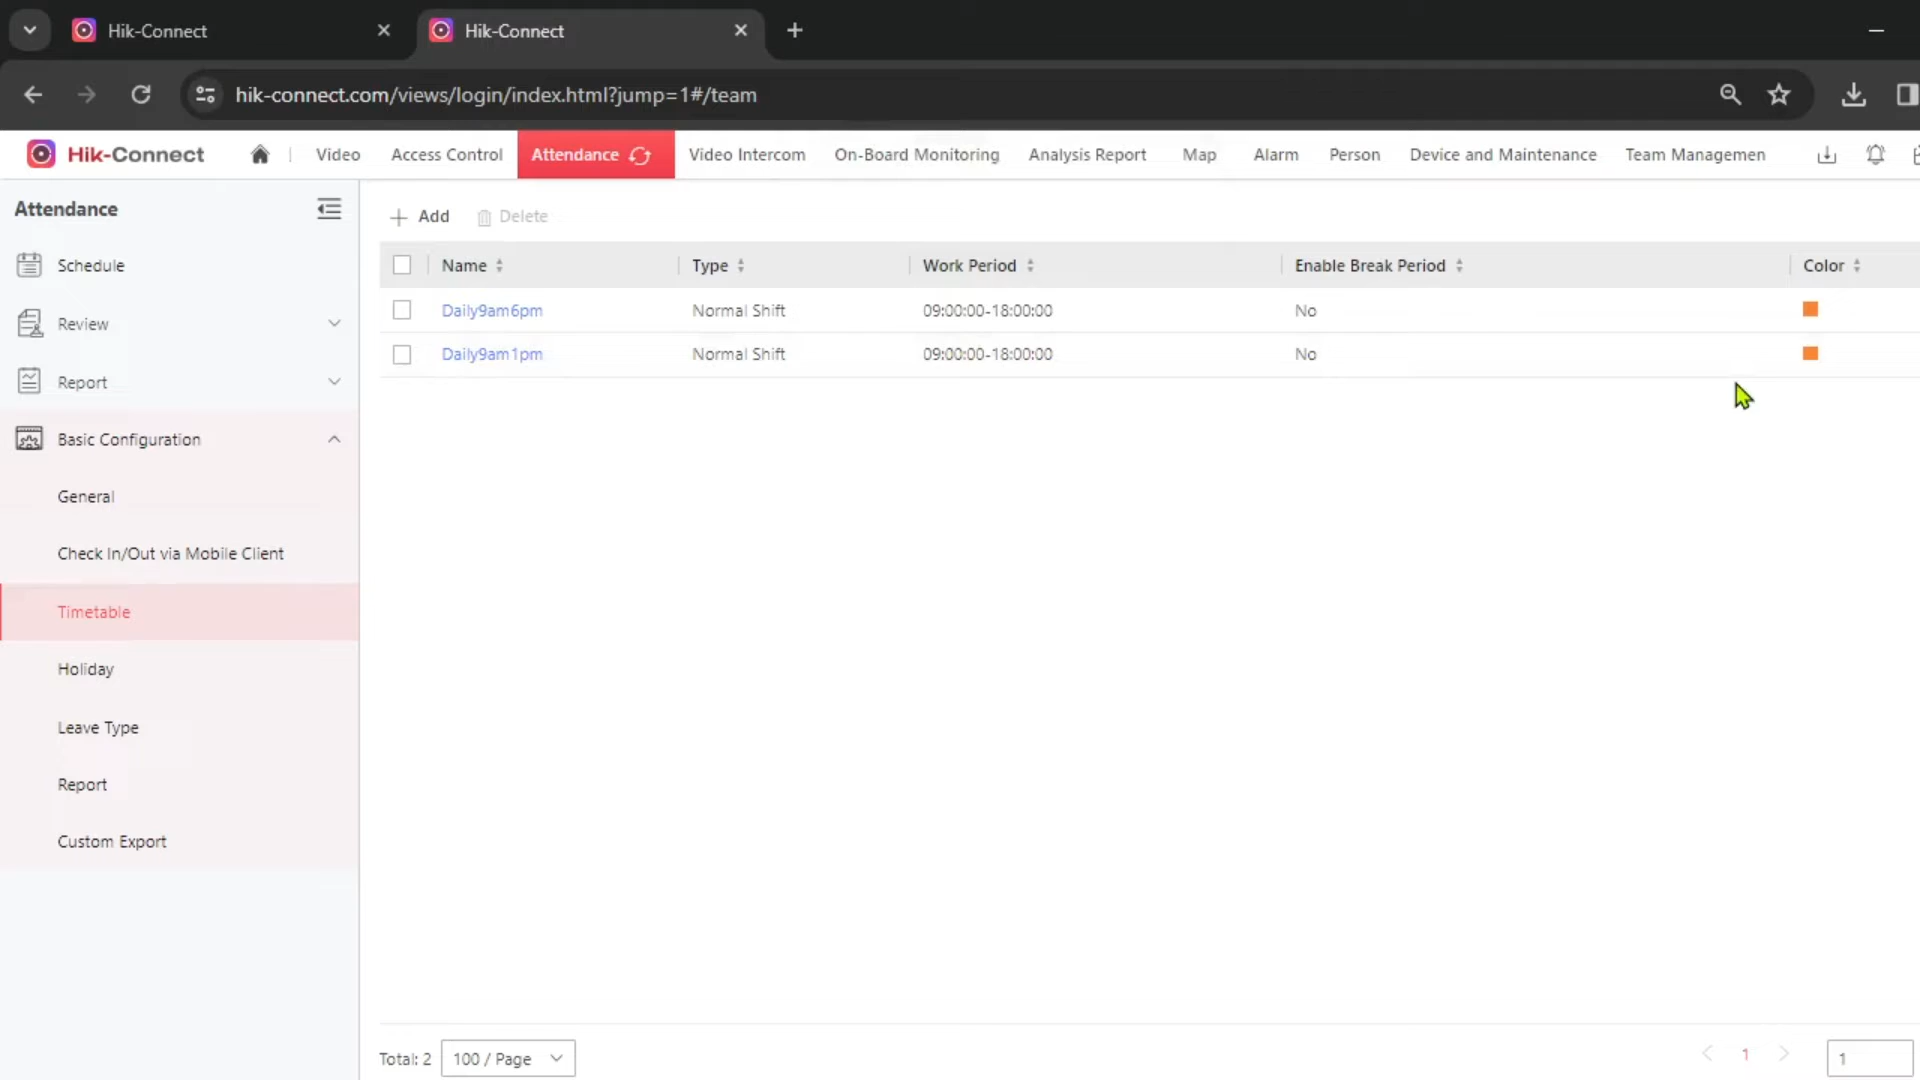 Hik-Connect
Hik-Connect
hik-connect.com/views/login/index.html?jump=1#/team
Hik-Connect Video Access Control Attendance Video Intercom On-Board Monitoring Analysis Report Map Alarm Person Device and Maintenance Team Managemen
Attendance
Schedule
Review
Report
Basic Configuration
General
Check In/Out via Mobile Client
Timetable
Holiday
Leave Type
Report
Custom Export
Add Delete
Name Type Work Period Enable Break Period Color
Daily9am6pm Normal Shift 09:00:00-18:00:00 No
Daily9am1pm Normal Shift 09:00:00-18:00:00 No
Total: 2 100 / Page 1 1